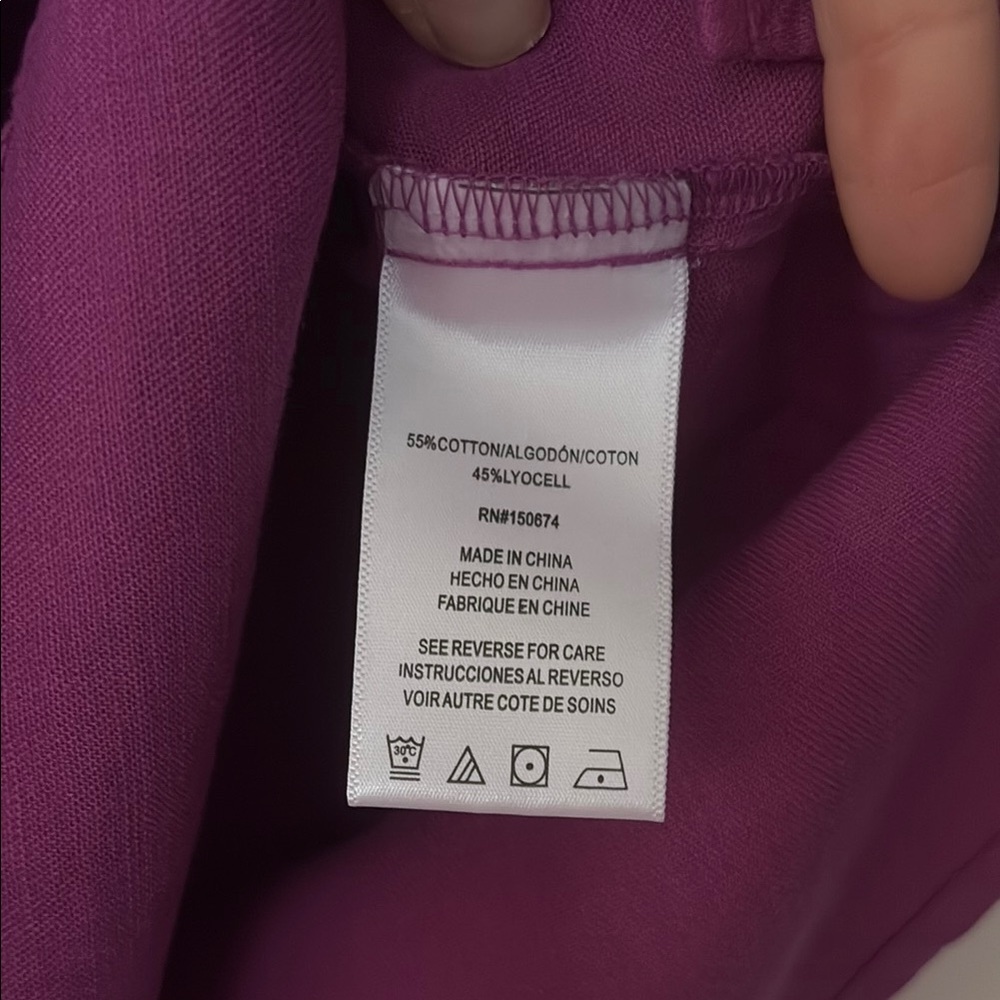 55%COTTON/ALGODÓN/COTON
45%LYOCELL
RN#150674
MADE IN CHINA
HECHO EN CHINA
FABRIQUE EN CHINE
SEE REVERSE FOR CARE
INSTRUCCIONES AL REVERSO
VOIR AUTRE COTE DE SOINS
30°C